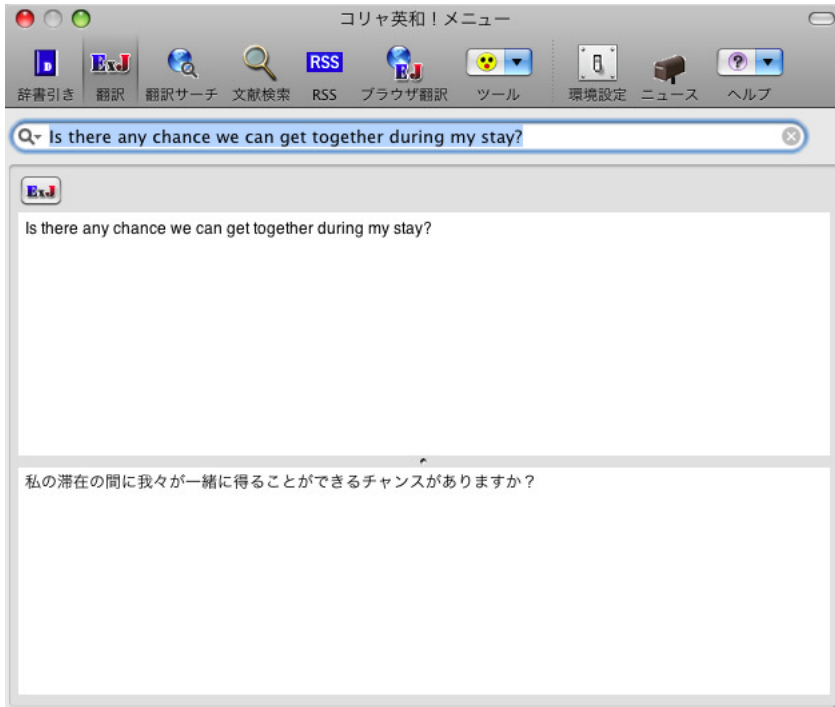 コリャ英和！メニュー
D ExJ RSS EJ ?
辞書引き 翻訳 翻訳サーチ 文献検索 RSS ブラウザ翻訳 ツール 環境設定 ニュース ヘルプ
Is there any chance we can get together during my stay?
ExJ
Is there any chance we can get together during my stay?
私の滞在の間に我々が一緒に得ることができるチャンスがありますか？